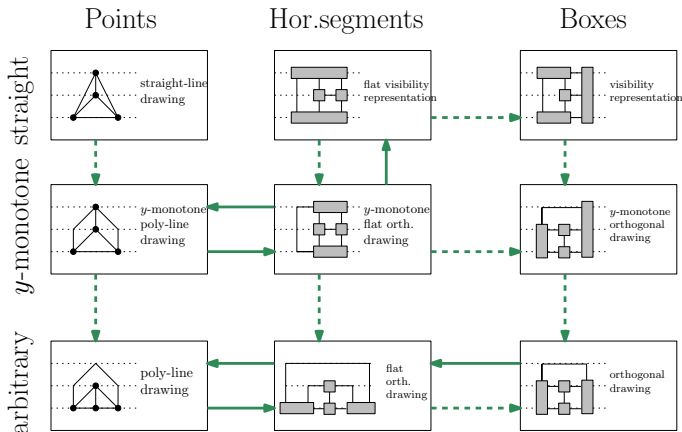 Points Hor.segments Boxes
straight
straight-line
drawing
flat visibility
representation
visibility
representation
y-monotone
y-monotone
poly-line
drawing
y-monotone
flat orth.
drawing
y-monotone
orthogonal
drawing
arbitrary
poly-line
drawing
flat
orth.
drawing
orthogonal
drawing